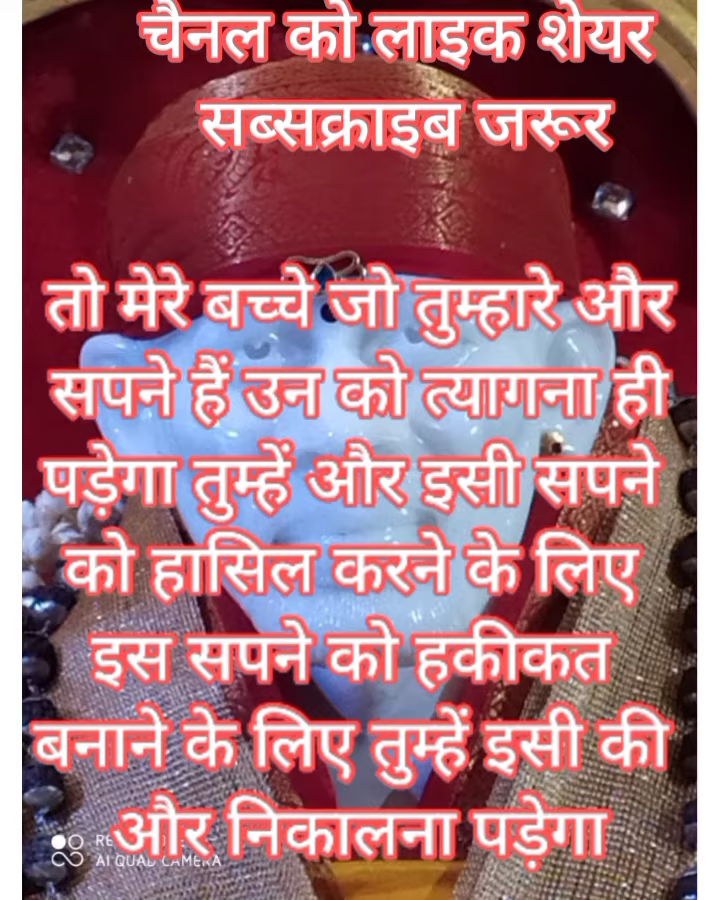 चैनल को लाइक शेयर
सब्सक्राइब जरूर
तो मेरे बच्चे जो तुम्हारे और
सपने हैं उन को त्यागना ही
पड़ेगा तुम्हें और इसी सपने
को हासिल करने के लिए
इस सपने को हकीकत
बनाने के लिए तुम्हें इसी की
और निकालना पड़ेगा
AI QUAD CAMERA